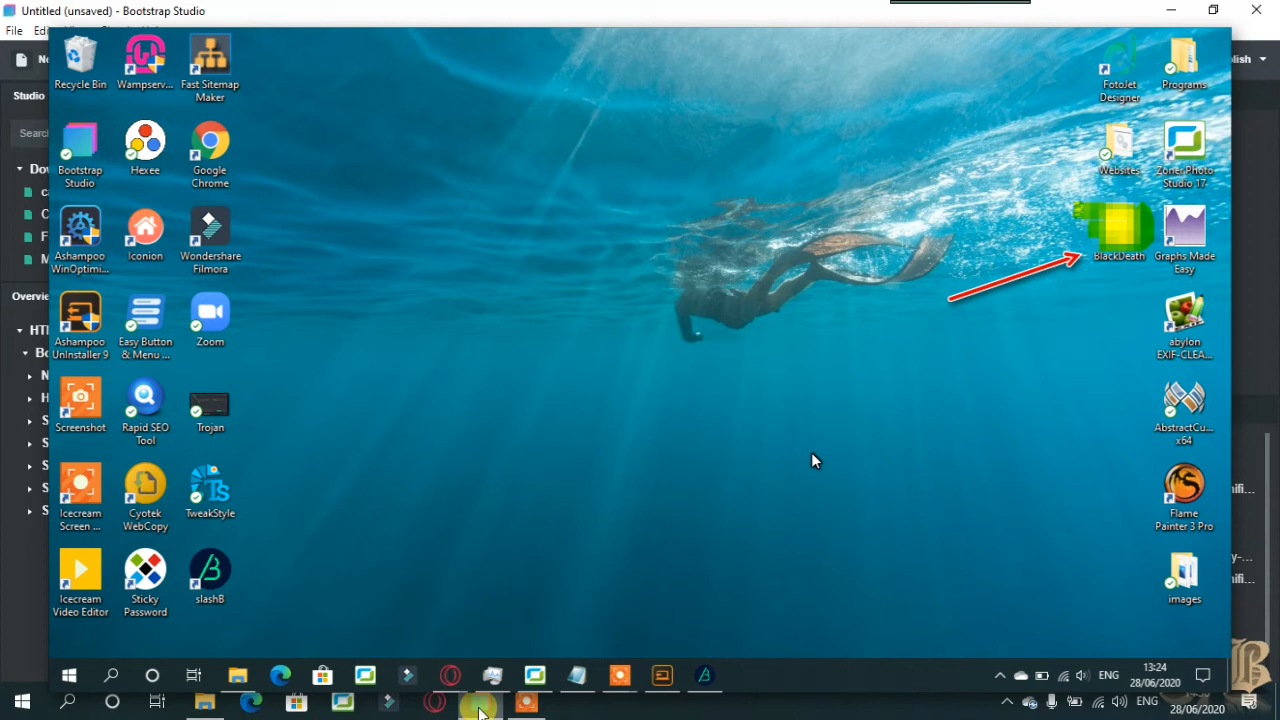 Untitled (unsaved) - Bootstrap Studio
File
Studio
Recycle Bin
Wampserv...
Fast Sitemap
Maker
FotoJet
Designer
Programs
Bootstrap
Studio
Hexee
Google
Chrome
Websites
Zoner Photo
Studio 17
Ashampoo
WinOptimi...
Iconion
Wondershare
Filmora
BlackDeath
Graphs Made
Easy
Ashampoo
UnInstaller 9
Easy Button
& Menu ...
Zoom
abylon
EXIF-CLEA...
Screenshot
Rapid SEO
Tool
Trojan
AbstractCu...
x64
Icecream
Screen ...
Cyotek
WebCopy
TweakStyle
Flame
Painter 3 Pro
Icecream
Video Editor
Sticky
Password
slashB
images
ENG
13:24
28/06/2020
ENG
28/06/2020